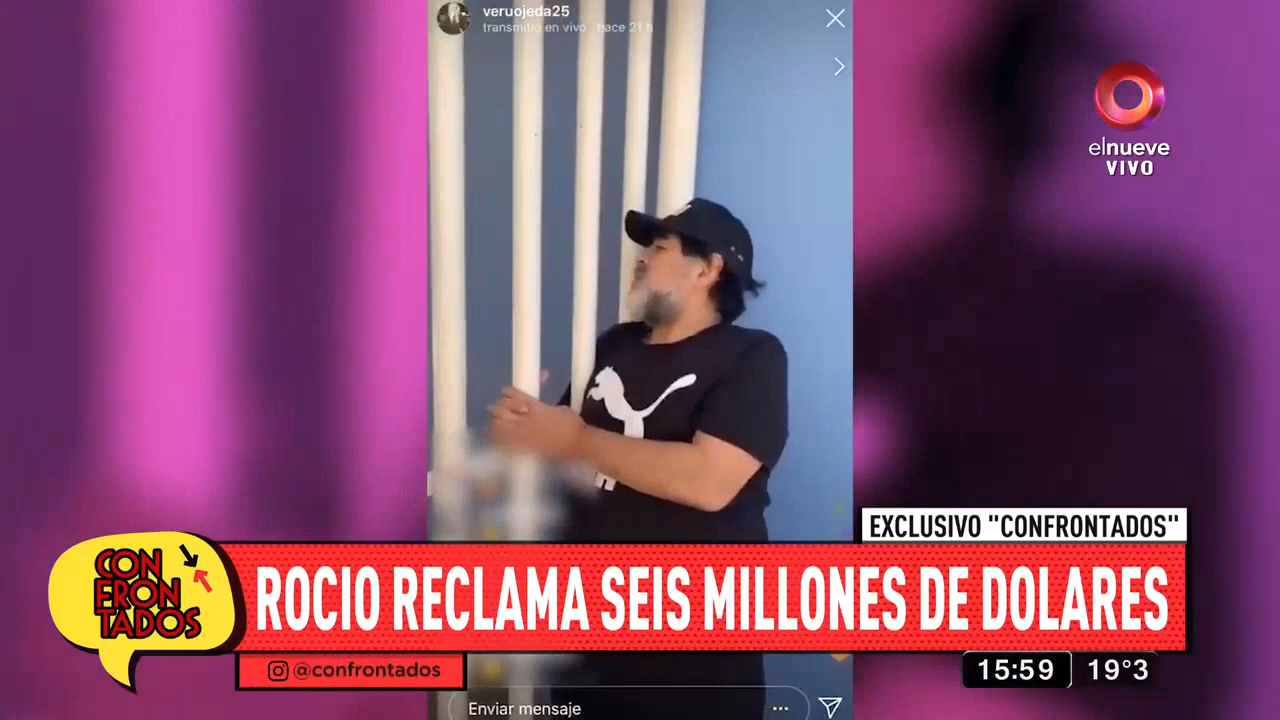 veruojeda25
transmitió en vivo · hace 21 h
elnueve
VIVO
EXCLUSIVO "CONFRONTADOS"
CON
FRON
TADOS
ROCIO RECLAMA SEIS MILLONES DE DOLARES
@confrontados
15:59 19°3
Enviar mensaje